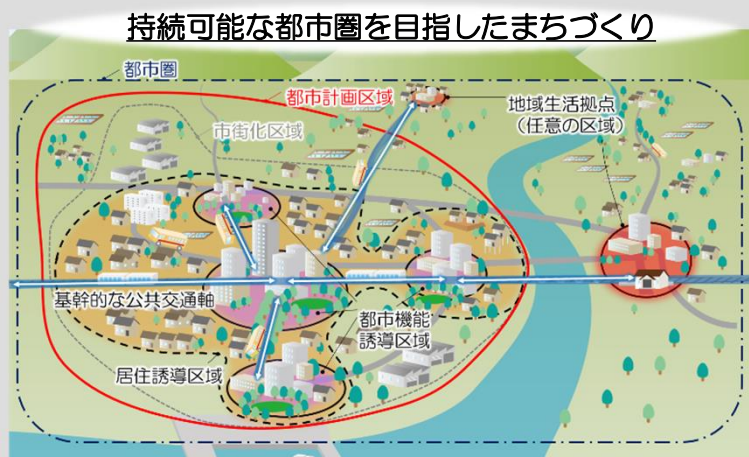 持続可能な都市圏を目指したまちづくり
都市圏
都市計画区域
地域生活拠点
（任意の区域）
市街化区域
基幹的な公共交通軸
都市機能
誘導区域
居住誘導区域